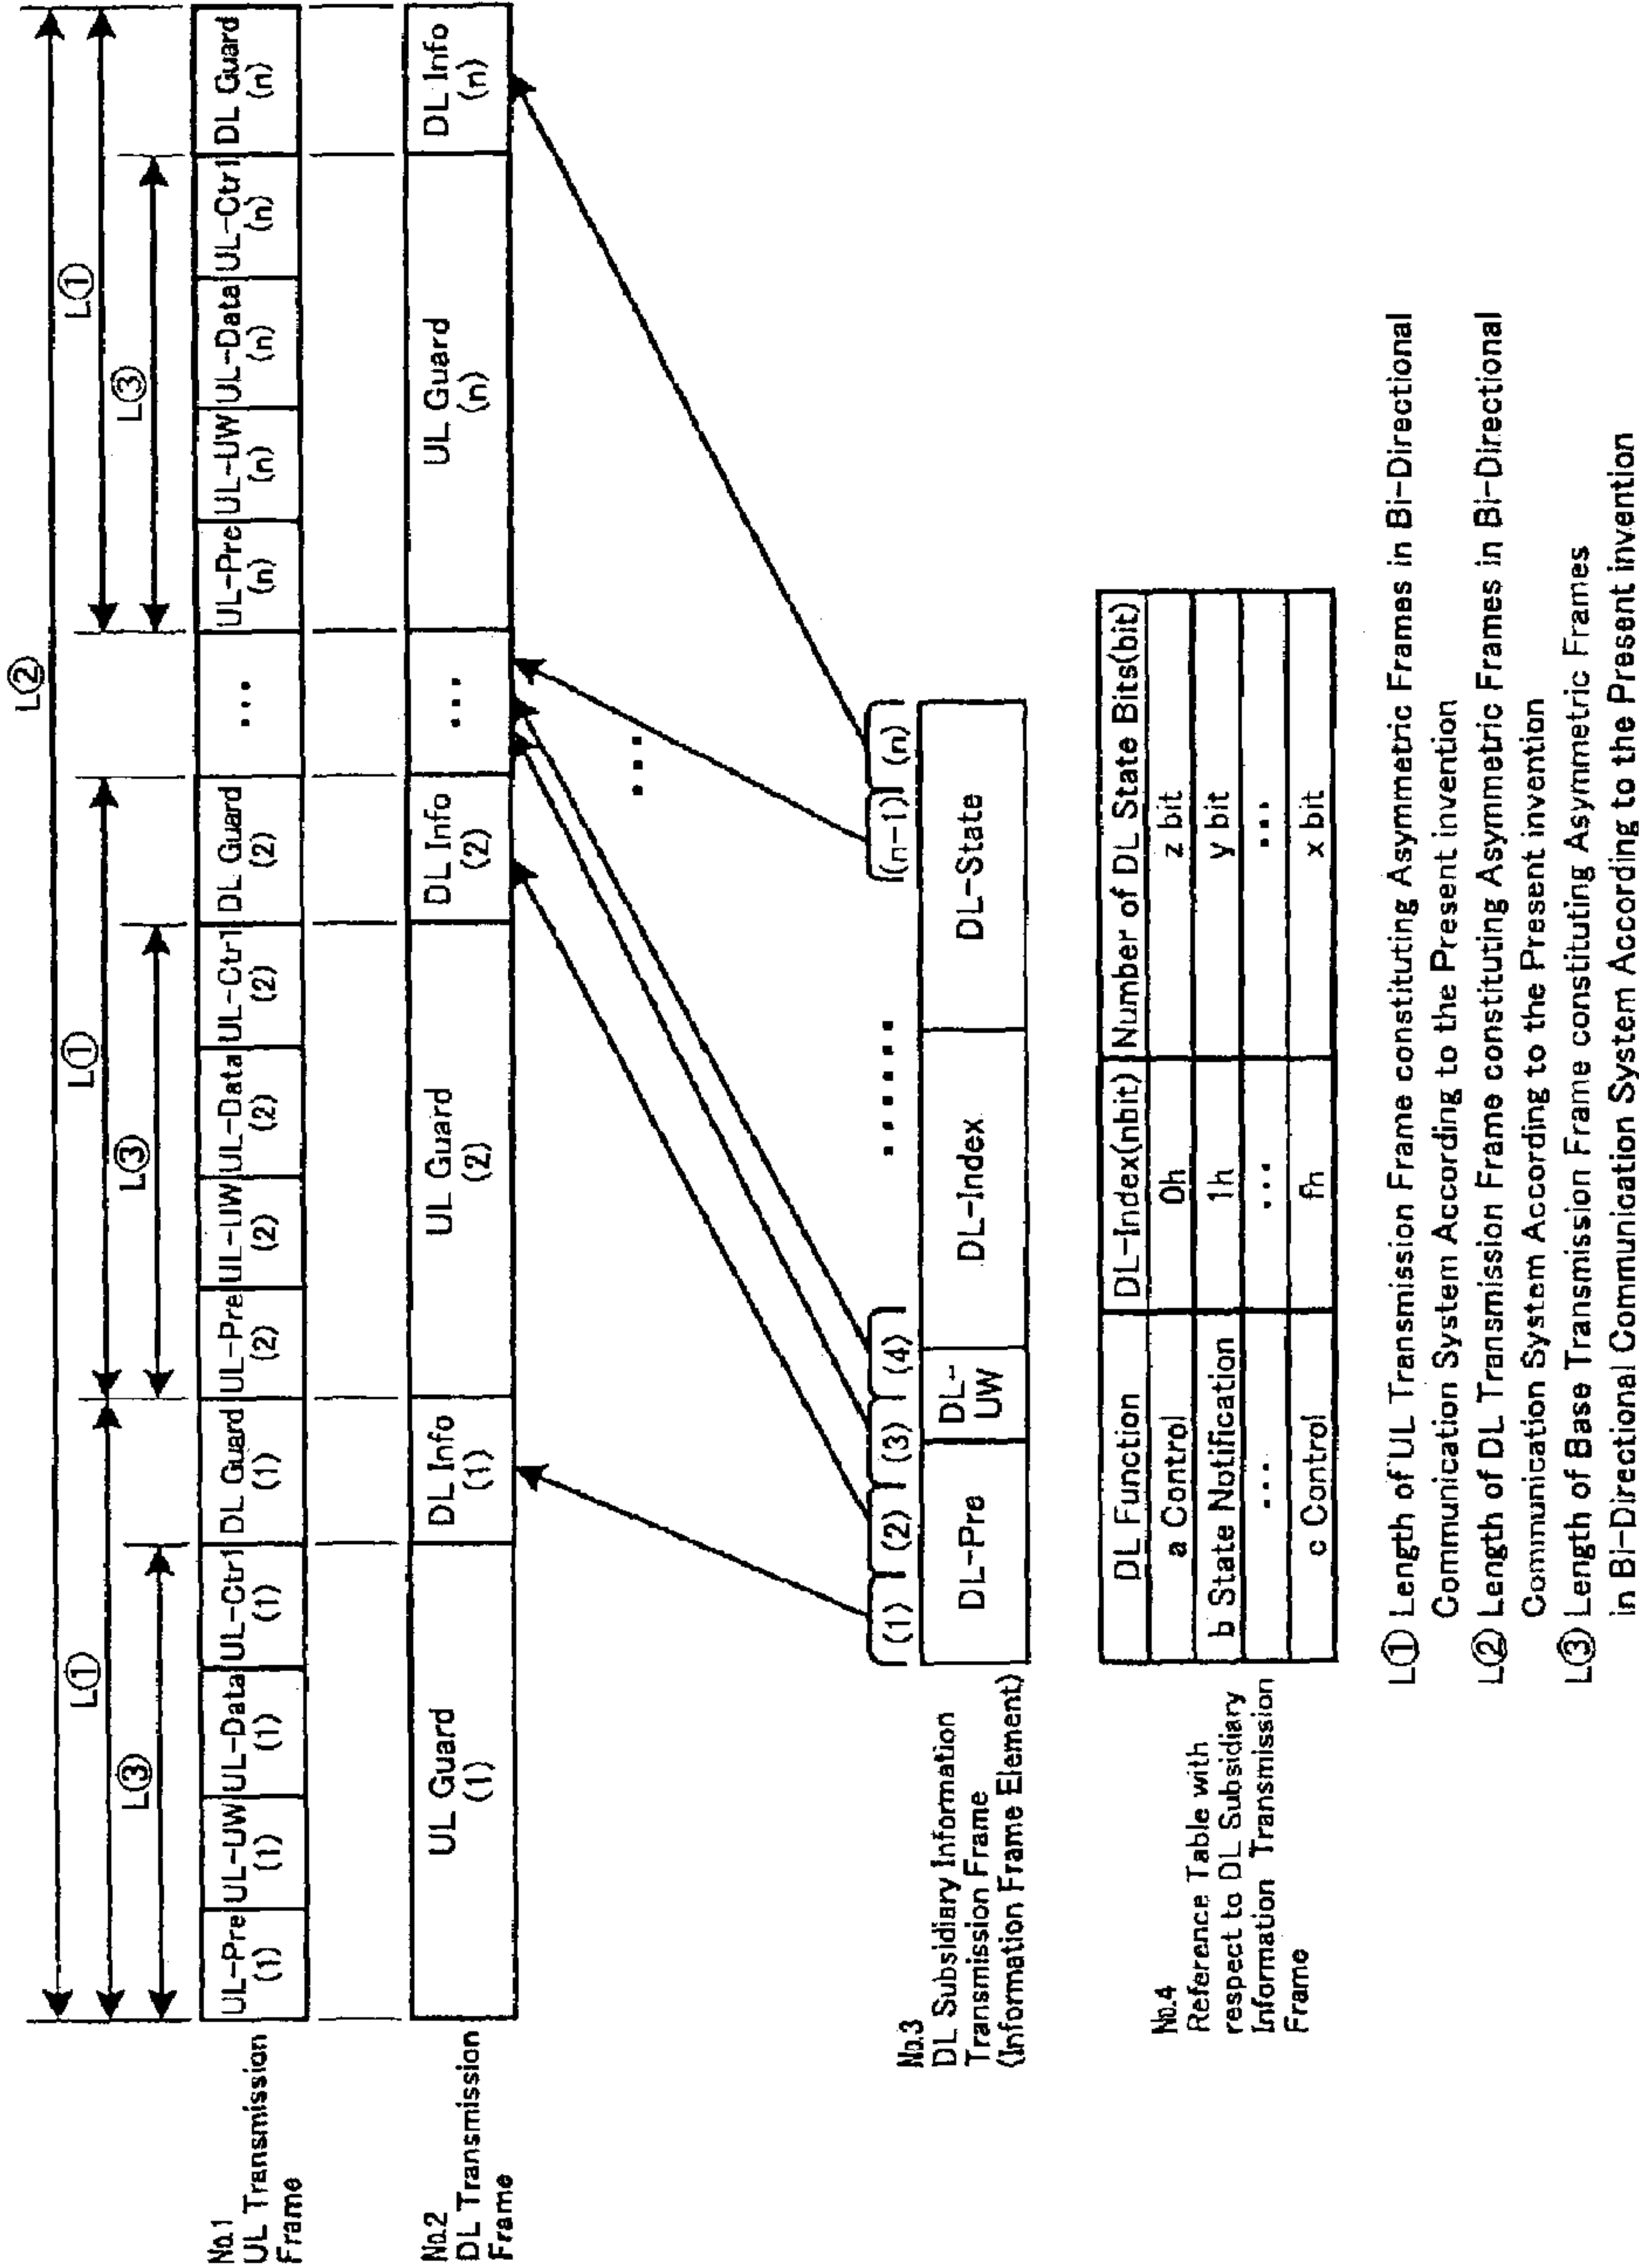 L②
L① L① L①
L③ L③ L③
No.1
UL Transmission
Frame
UL-Pre (1) UL-UW (1) UL-Data (1) UL-Ctrl (1) DL Guard (1) UL-Pre (2) UL-UW (2) UL-Data (2) UL-Ctrl (2) DL Guard (2) ... UL-Pre (n) UL-UW (n) UL-Data (n) UL-Ctrl (n) DL Guard (n)
No.2
DL Transmission
Frame
UL Guard (1) DL Info (1) UL Guard (2) DL Info (2) ... UL Guard (n) DL Info (n)
...
No.3
DL Subsidiary Information
Transmission Frame
(Information Frame Element)
(1) (2) (3) (4) ...... (n-1) (n)
DL-Pre DL-UW DL-Index DL-State
No.4
Reference Table with
respect to DL Subsidiary
Information Transmission
Frame
DL Function DL-Index(nbit) Number of DL State Bits(bit)
a Control 0h z bit
b State Notification 1h y bit
... ... ...
c Control fh x bit
L① Length of UL Transmission Frame constituting Asymmetric Frames in Bi-Directional
Communication System According to the Present invention
L② Length of DL Transmission Frame constituting Asymmetric Frames in Bi-Directional
Communication System According to the Present invention
L③ Length of Base Transmission Frame constituting Asymmetric Frames
in Bi-Directional Communication System According to the Present invention